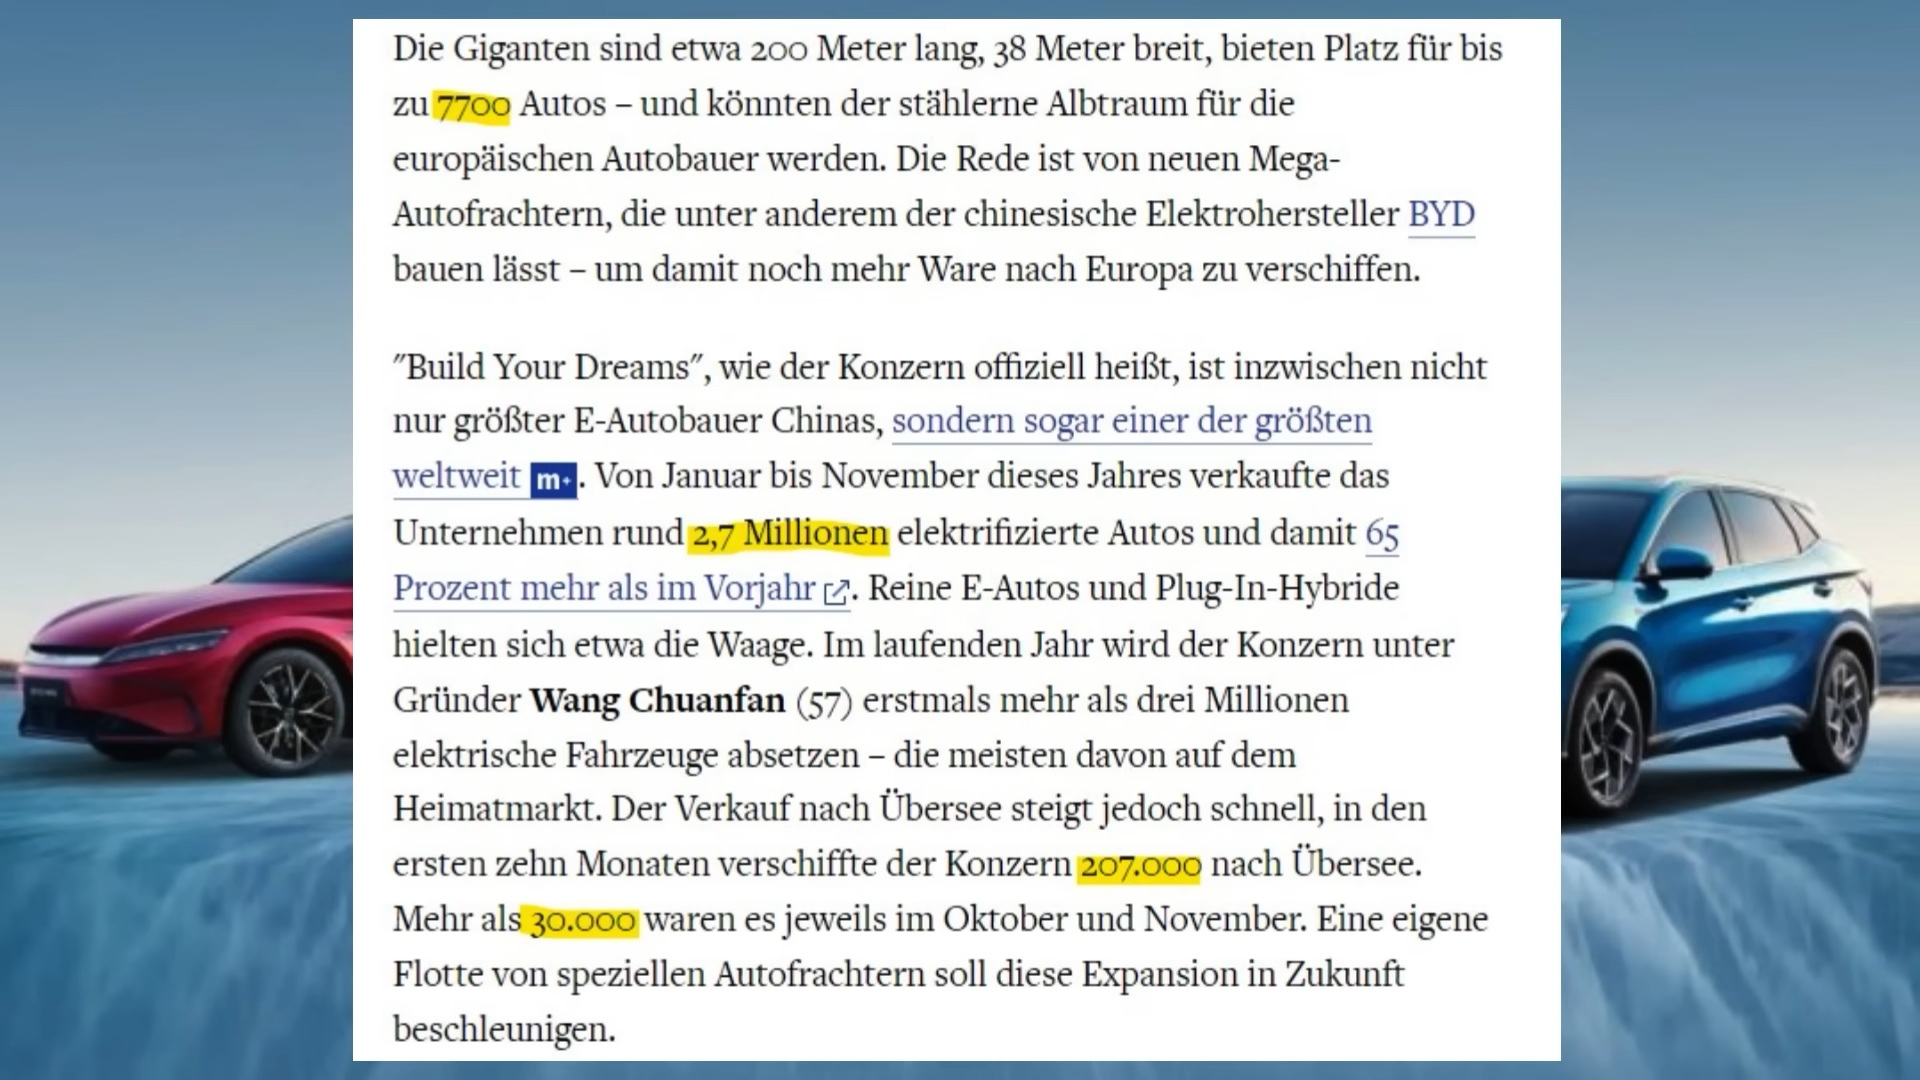 Die Giganten sind etwa 200 Meter lang, 38 Meter breit, bieten Platz für bis
zu 7700 Autos – und könnten der stählerne Albtraum für die
europäischen Autobauer werden. Die Rede ist von neuen Mega-
Autofrachtern, die unter anderem der chinesische Elektrohersteller BYD
bauen lässt – um damit noch mehr Ware nach Europa zu verschiffen.
"Build Your Dreams", wie der Konzern offiziell heißt, ist inzwischen nicht
nur größter E-Autobauer Chinas, sondern sogar einer der größten
weltweit m+. Von Januar bis November dieses Jahres verkaufte das
Unternehmen rund 2,7 Millionen elektrifizierte Autos und damit 65
Prozent mehr als im Vorjahr. Reine E-Autos und Plug-In-Hybride
hielten sich etwa die Waage. Im laufenden Jahr wird der Konzern unter
Gründer Wang Chuanfan (57) erstmals mehr als drei Millionen
elektrische Fahrzeuge absetzen – die meisten davon auf dem
Heimatmarkt. Der Verkauf nach Übersee steigt jedoch schnell, in den
ersten zehn Monaten verschiffte der Konzern 207.000 nach Übersee.
Mehr als 30.000 waren es jeweils im Oktober und November. Eine eigene
Flotte von speziellen Autofrachtern soll diese Expansion in Zukunft
beschleunigen.